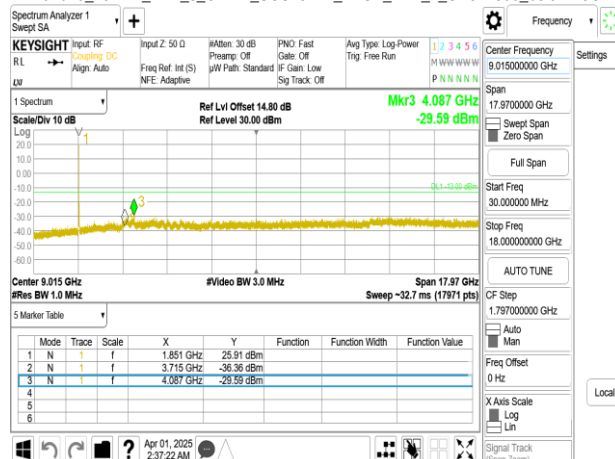 Spectrum Analyzer 1
Swept SA
Frequency
Settings
KEYSIGHT
RL
LXI
Input: RF
Coupling: DC
Align: Auto
Input Z: 50 Ω
Freq Ref: Int (S)
NFE: Adaptive
#Atten: 30 dB
Preamp: Off
µW Path: Standard
PNO: Fast
Gate: Off
IF Gain: Low
Sig Track: Off
Avg Type: Log-Power
Trig: Free Run
1 2 3 4 5 6
M W W W W W
P N N N N N
1 Spectrum
Scale/Div 10 dB
Ref Lvl Offset 14.80 dB
Ref Level 30.00 dBm
Mkr3 4.087 GHz
-29.59 dBm
Log
20.0
10.0
0.00
-10.0
-20.0
-30.0
-40.0
-50.0
-60.0
1
3
DL1 -13.00 dBm
Center 9.015 GHz
#Res BW 1.0 MHz
#Video BW 3.0 MHz
Span 17.97 GHz
Sweep ~32.7 ms (17971 pts)
5 Marker Table
Mode Trace Scale X Y Function Function Width Function Value
1 N 1 f 1.851 GHz 25.91 dBm
2 N 1 f 3.715 GHz -36.36 dBm
3 N 1 f 4.087 GHz -29.59 dBm
4
5
6
Apr 01, 2025
2:37:22 AM
Center Frequency
9.015000000 GHz
Span
17.9700000 GHz
Swept Span
Zero Span
Full Span
Start Freq
30.000000 MHz
Stop Freq
18.000000000 GHz
AUTO TUNE
CF Step
1.797000000 GHz
Auto
Man
Freq Offset
0 Hz
X Axis Scale
Log
Lin
Signal Track
(Span Zoom)
Local